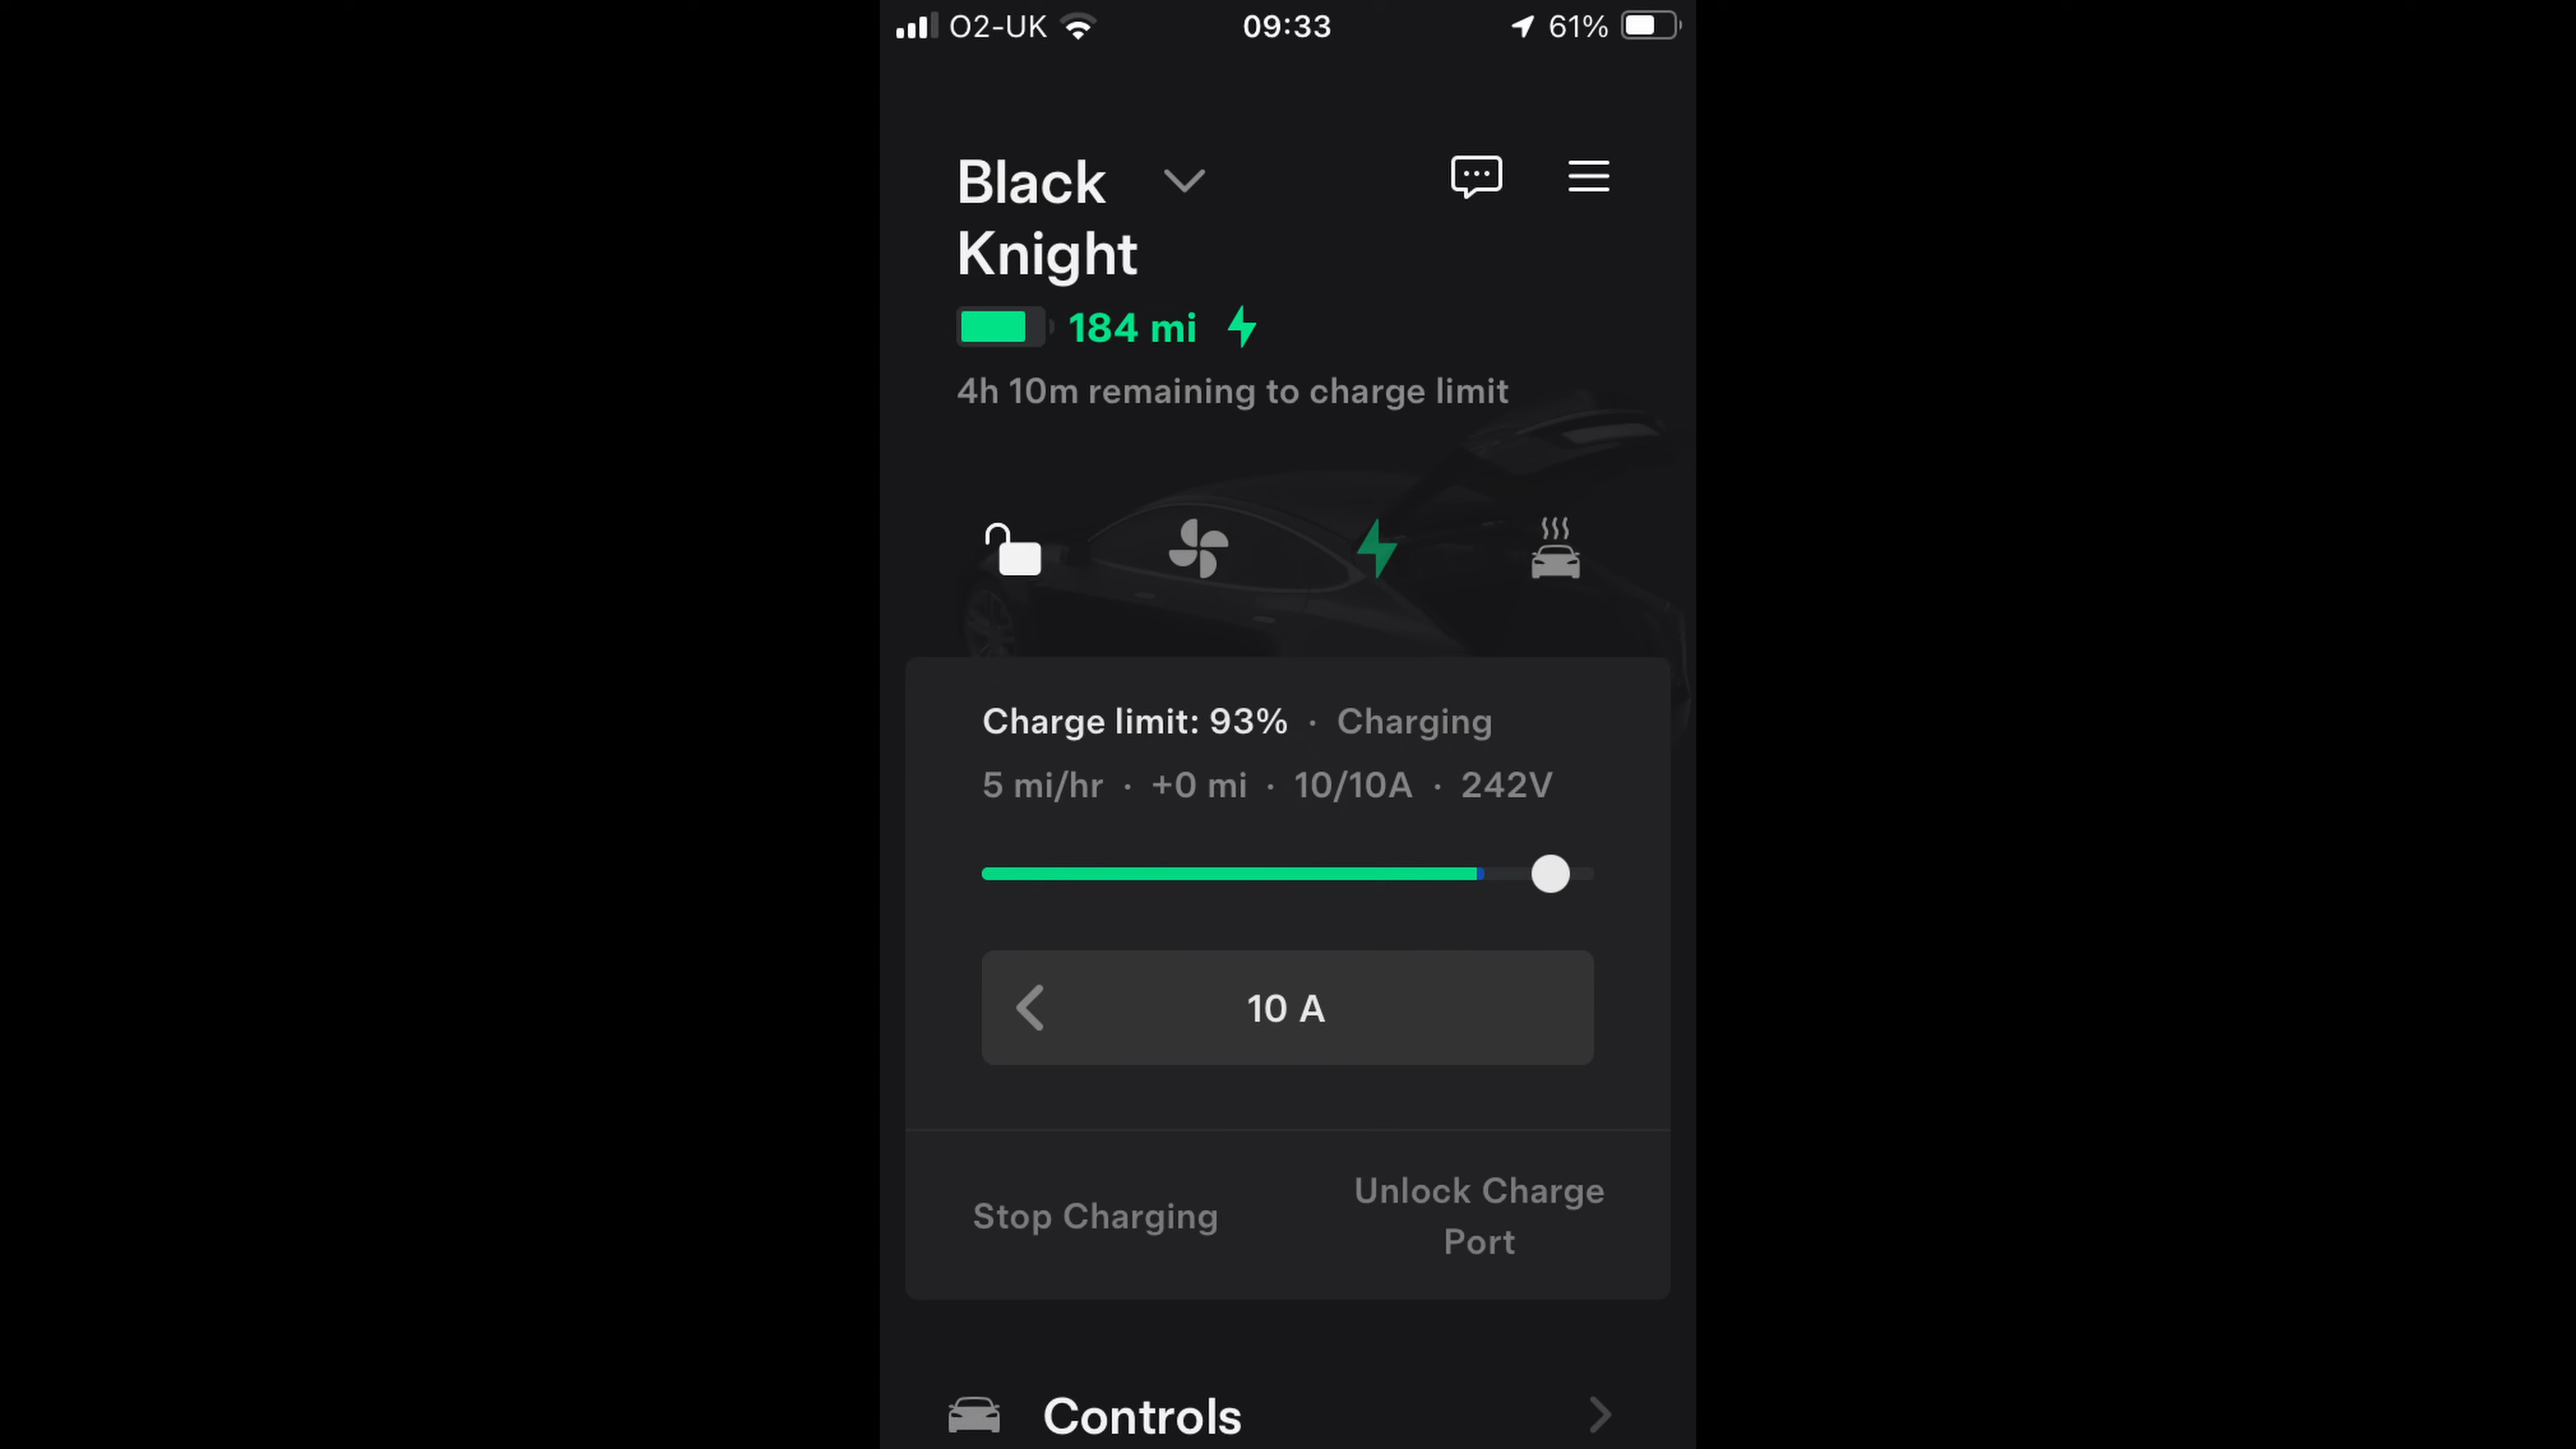 O2-UK 09:33 61%
Black
Knight
184 mi
4h 10m remaining to charge limit
Charge limit: 93% · Charging
5 mi/hr · +0 mi · 10/10A · 242V
10 A
Stop Charging
Unlock Charge
Port
Controls